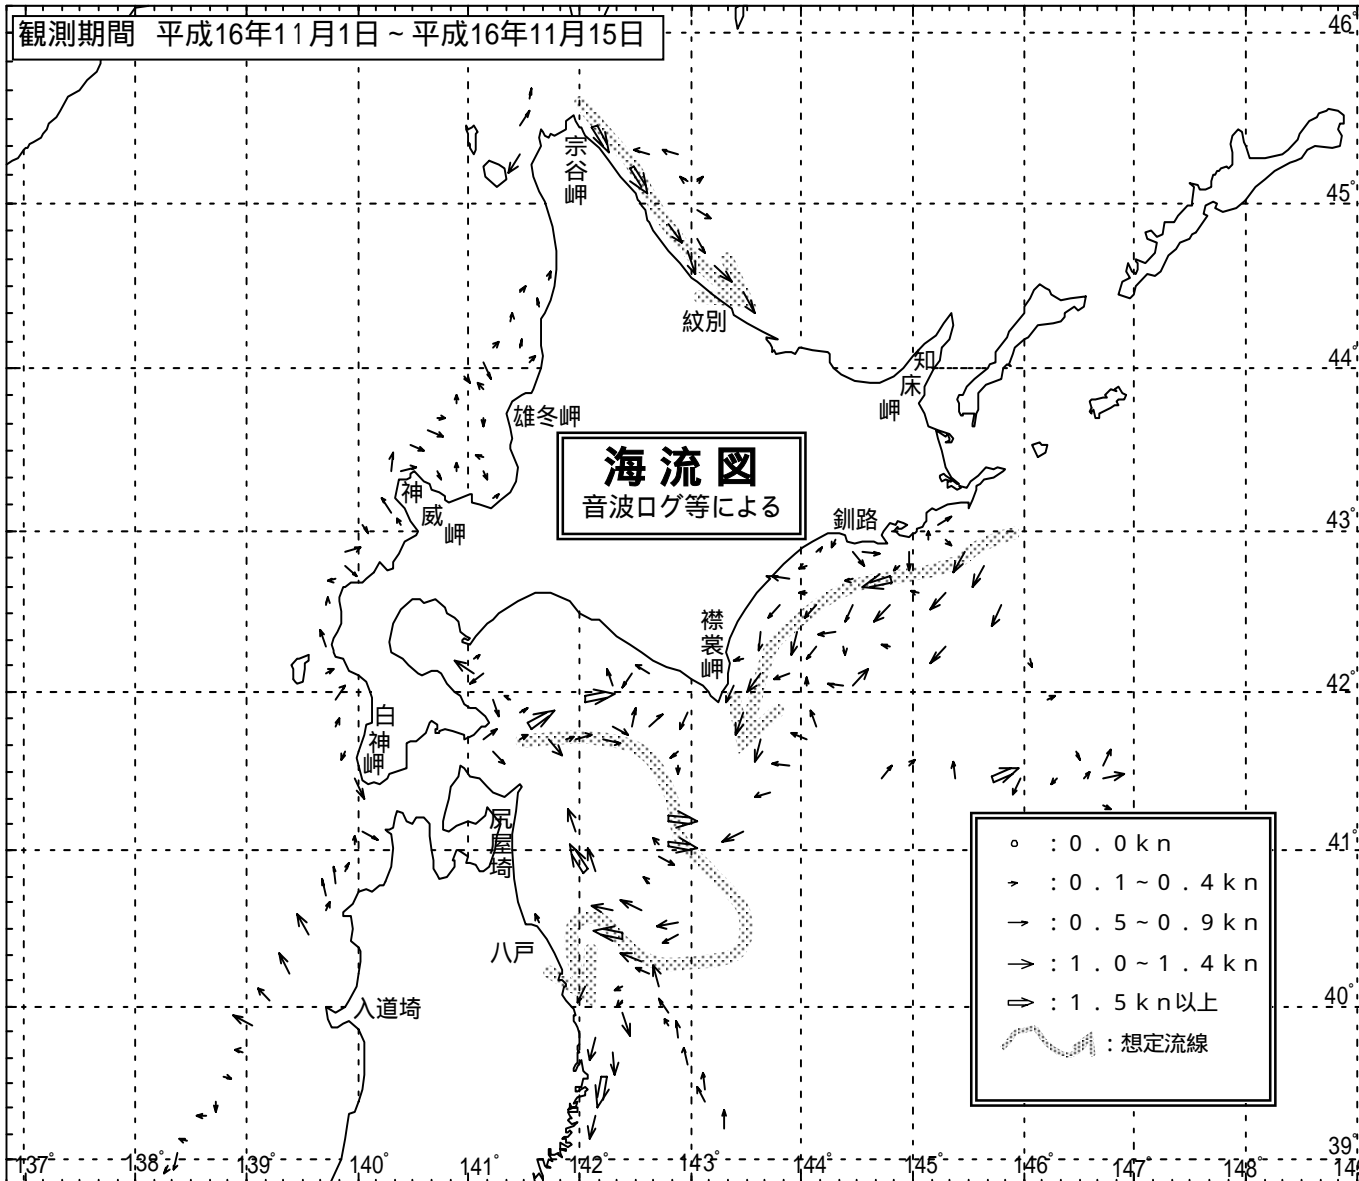 観測期間 平成16年11月1日~平成16年11月15日
46°
宗谷岬
45°
紋別
44°
知床岬
雄冬岬
海流図
音波ログ等による
神威岬
釧路
43°
襟裳岬
42°
白神岬
尻屋埼
41°
○ :0.0kn
:0.1~0.4kn
:0.5~0.9kn
:1.0~1.4kn
:1.5kn以上
:想定流線
八戸
入道埼
40°
39°
137° 138° 139° 140° 141° 142° 143° 144° 145° 146° 147° 148° 14